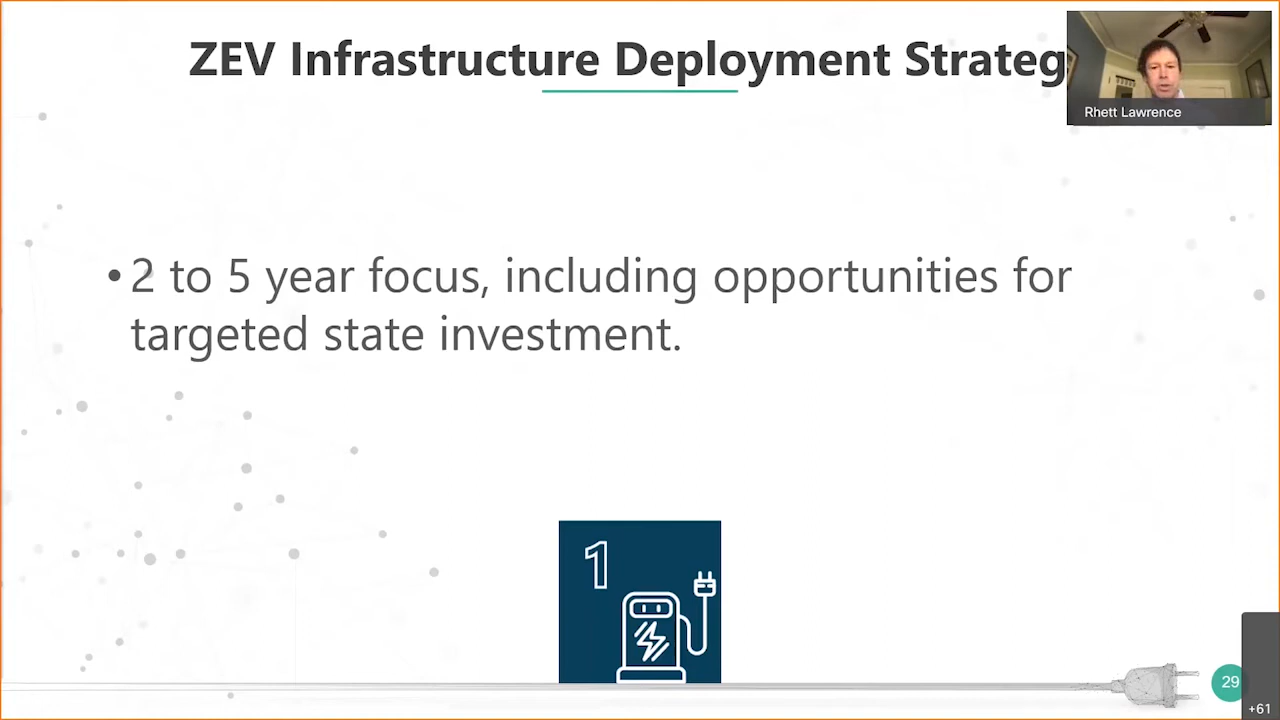 ZEV Infrastructure Deployment Strateg
Rhett Lawrence
• 2 to 5 year focus, including opportunities for
targeted state investment.
1
29
+61